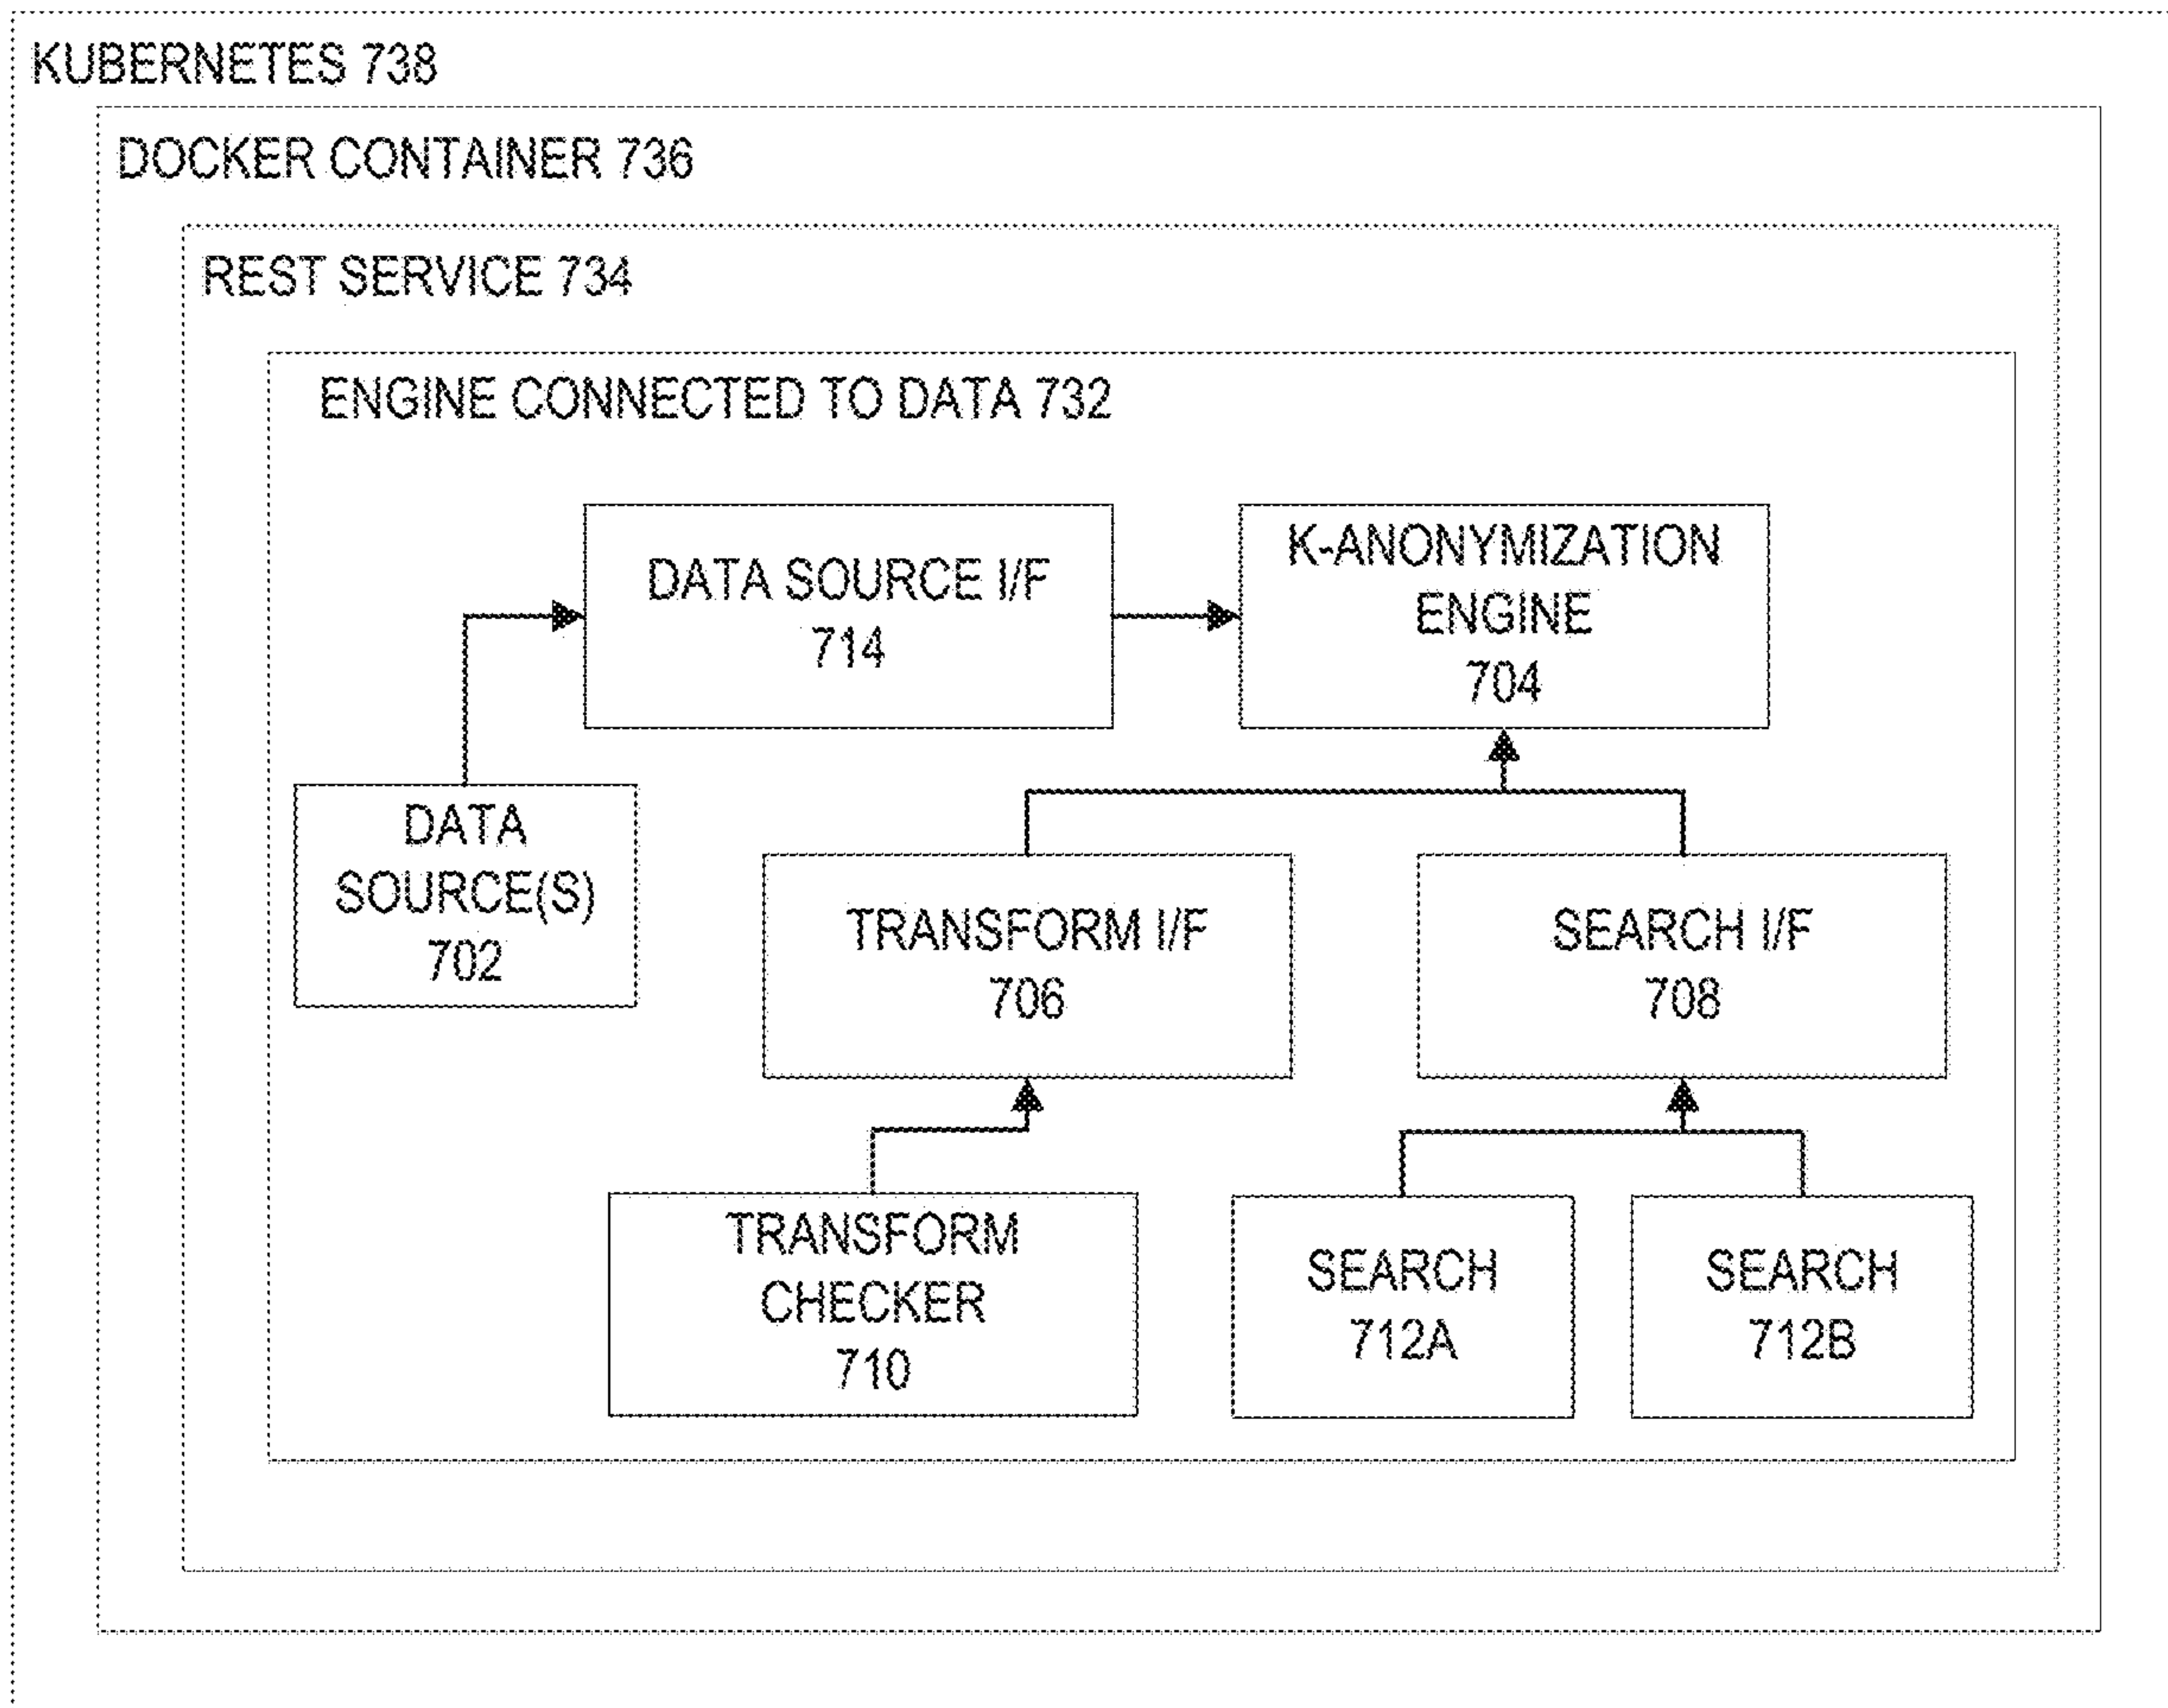 KUBERNETES 738
DOCKER CONTAINER 736
REST SERVICE 734
ENGINE CONNECTED TO DATA 732
DATA SOURCE I/F
714
K-ANONYMIZATION
ENGINE
704
DATA
SOURCE(S)
702
TRANSFORM I/F
706
SEARCH I/F
708
TRANSFORM
CHECKER
710
SEARCH
712A
SEARCH
712B